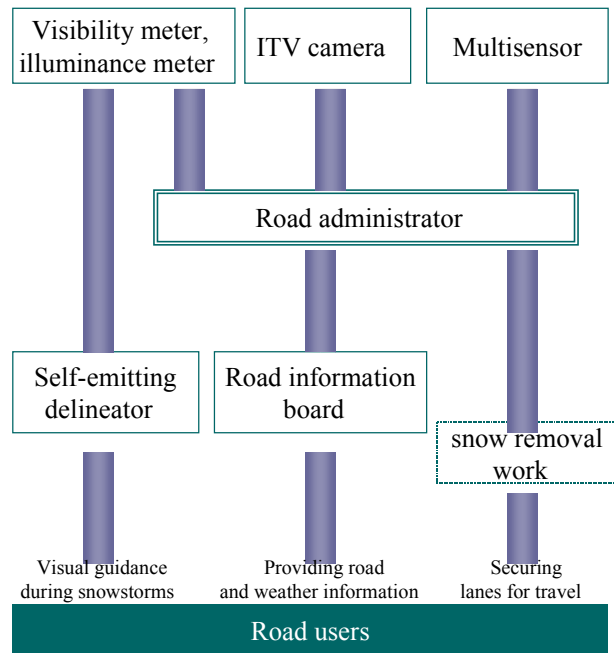 Visibility meter,
illuminance meter
ITV camera
Multisensor
Road administrator
Self-emitting
delineator
Road information
board
snow removal
work
Visual guidance
during snowstorms
Providing road
and weather information
Securing
lanes for travel
Road users